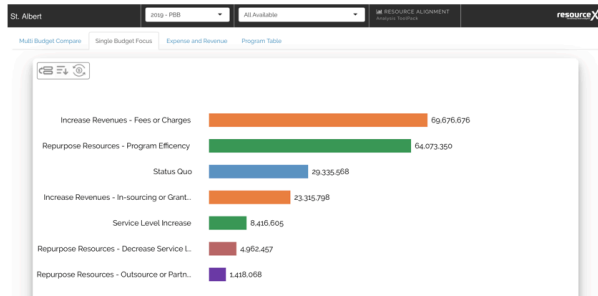 St. Albert
2019 - PBB
All Available
RESOURCE ALIGNMENT
Analysis ToolPack
resourceX
Multi Budget Compare
Single Budget Focus
Expense and Revenue
Program Table
Increase Revenues - Fees or Charges 69,676,676
Repurpose Resources - Program Efficency 64,073,350
Status Quo 29,335,568
Increase Revenues - In-sourcing or Grant... 23,315,798
Service Level Increase 8,416,605
Repurpose Resources - Decrease Service l... 4,962,457
Repurpose Resources - Outsource or Partn... 1,418,068